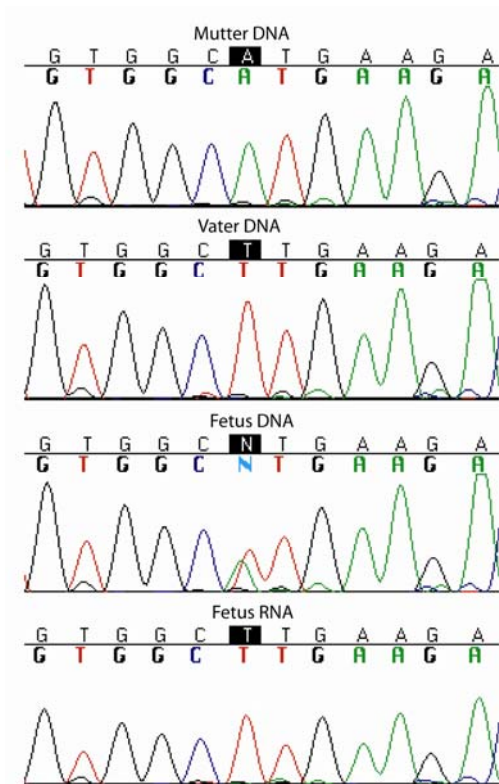 Mutter DNA
G T G G C A T G A A G A
G T G G C A T G A A G A
Vater DNA
G T G G C T T G A A G A
G T G G C T T G A A G A
Fetus DNA
G T G G C N T G A A G A
G T G G C N T G A A G A
Fetus RNA
G T G G C T T G A A G A
G T G G C T T G A A G A